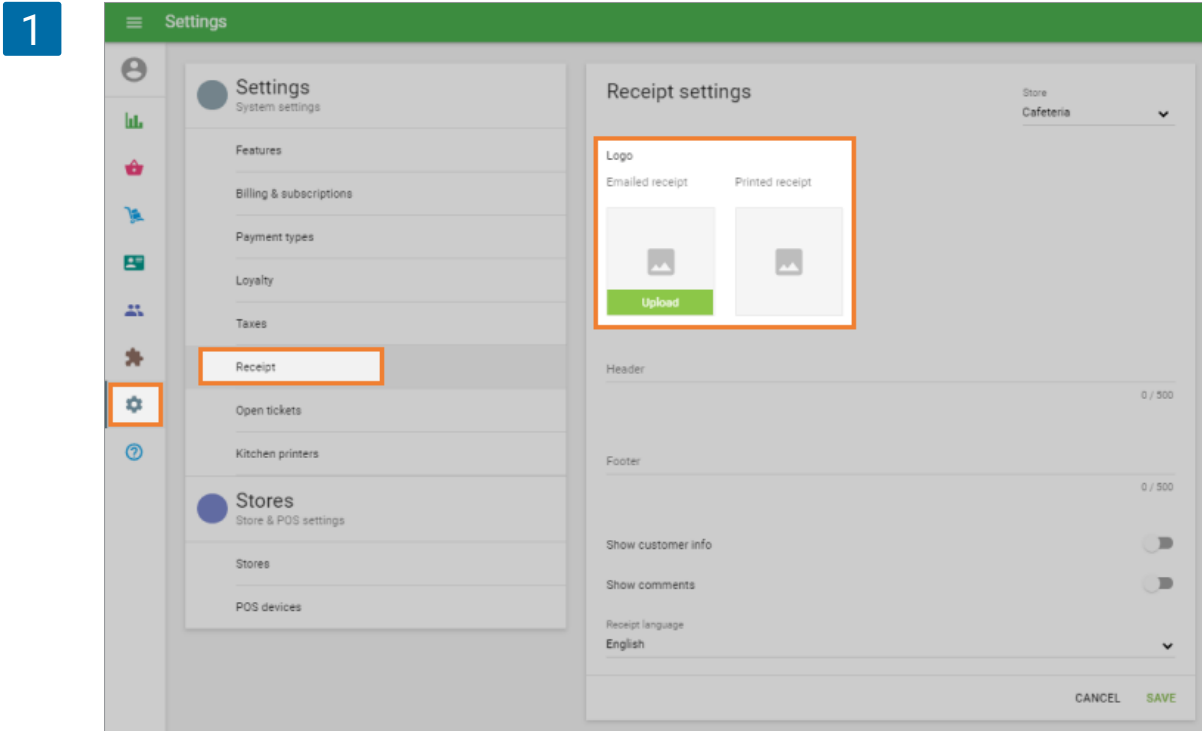 1
Settings
Settings
System settings
Features
Billing & subscriptions
Payment types
Loyalty
Taxes
Receipt
Open tickets
Kitchen printers
Stores
Store & POS settings
Stores
POS devices
Receipt settings
Store
Cafeteria
Logo
Emailed receipt Printed receipt
Upload
Header
0 / 500
Footer
0 / 500
Show customer info
Show comments
Receipt language
English
CANCEL SAVE